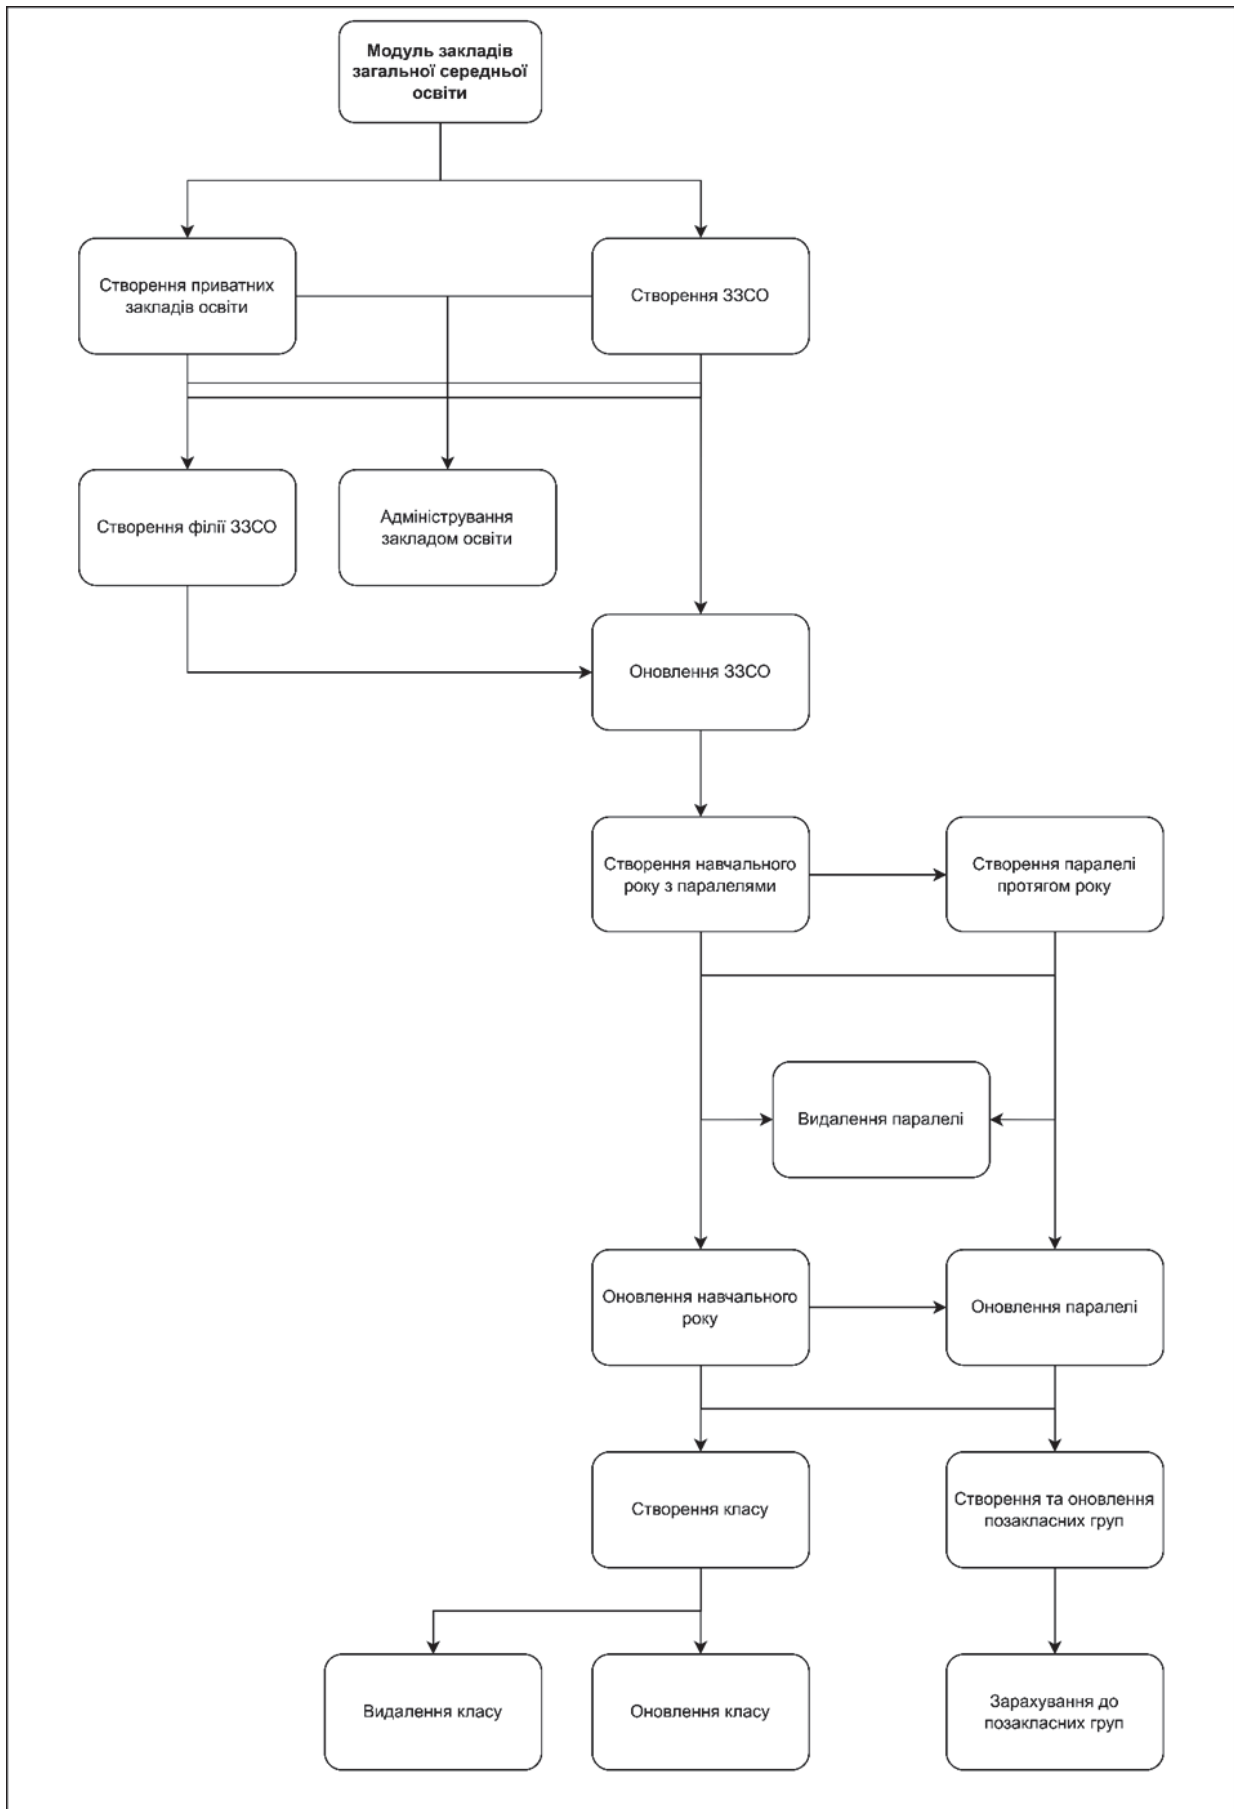 Модуль закладів
загальної середньої
освіти
Створення приватних
закладів освіти
Створення ЗЗСО
Створення філії ЗЗСО
Адміністрування
закладом освіти
Оновлення ЗЗСО
Створення навчального
року з паралелями
Створення паралелі
протягом року
Видалення паралелі
Оновлення навчального
року
Оновлення паралелі
Створення класу
Створення та оновлення
позакласних груп
Видалення класу
Оновлення класу
Зарахування до
позакласних груп